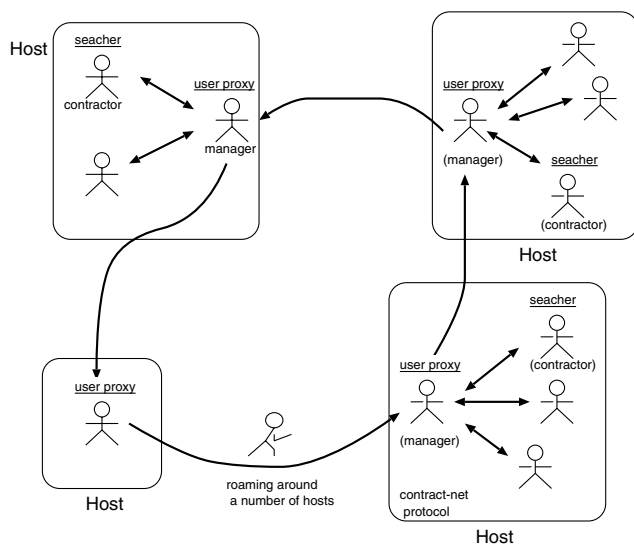 Host
seacher
contractor
user proxy
manager
user proxy
(manager)
seacher
(contractor)
Host
user proxy
Host
roaming around
a number of hosts
seacher
(contractor)
user proxy
(manager)
contract-net
protocol
Host